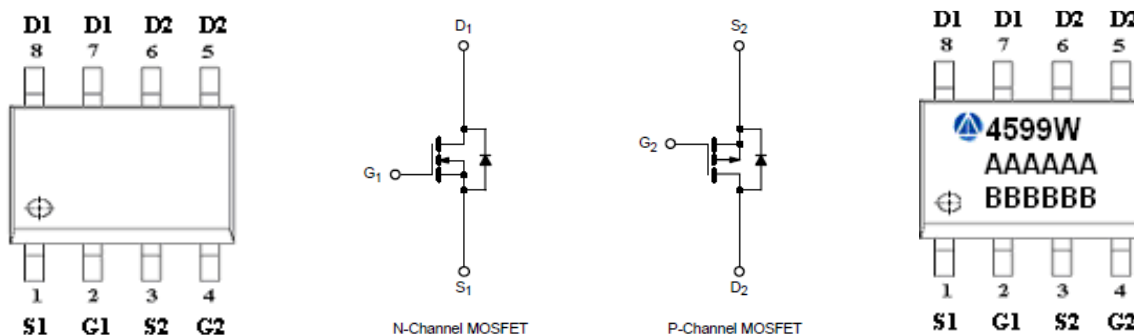 D1 D1 D2 D2
8 7 6 5
1 2 3 4
S1 G1 S2 G2
D1
G1
S1
N-Channel MOSFET
S2
G2
D2
P-Channel MOSFET
D1 D1 D2 D2
8 7 6 5
4599W
AAAAAA
BBBBBB
1 2 3 4
S1 G1 S2 G2